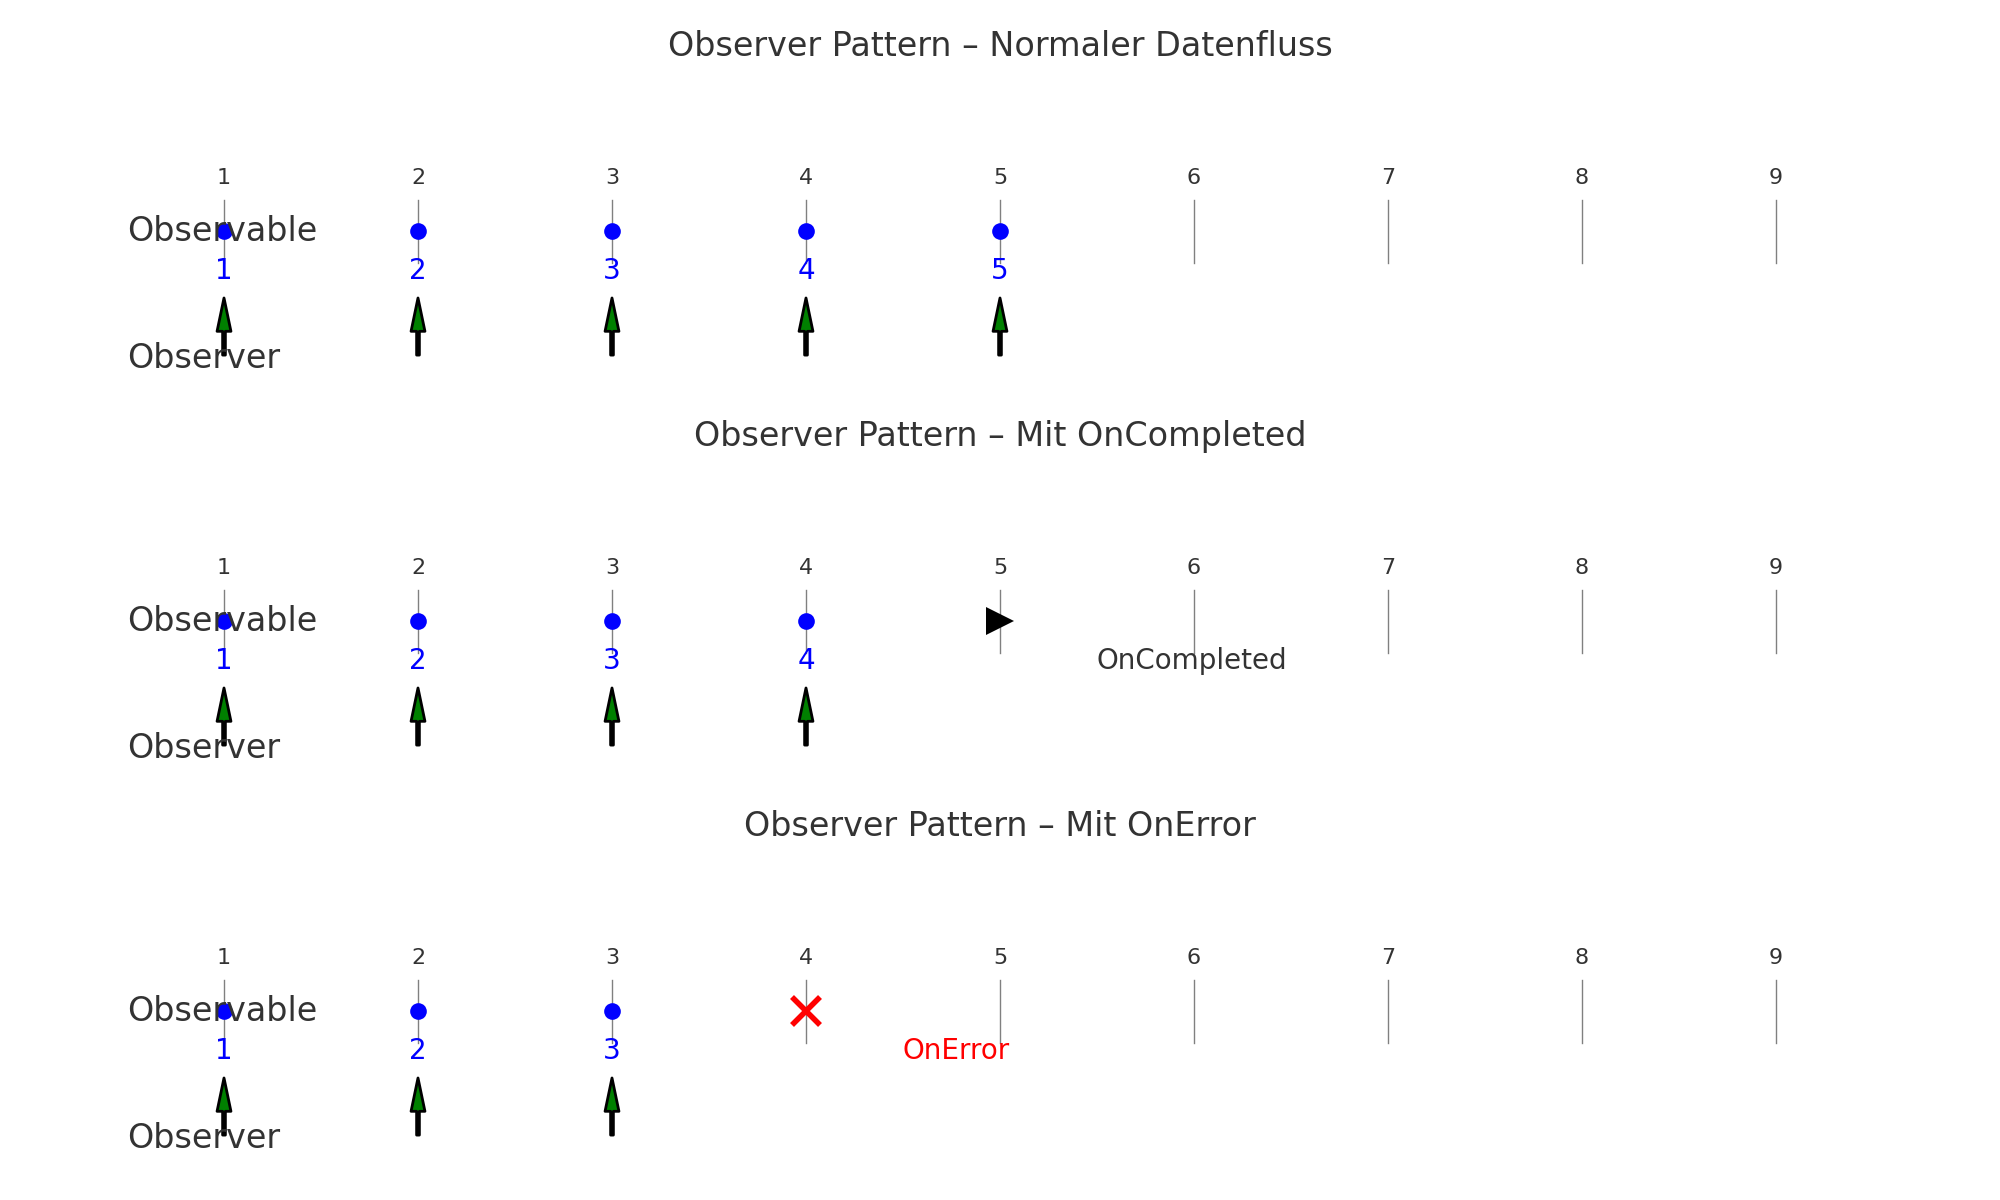 Observer Pattern – Normaler Datenfluss
1 2 3 4 5 6 7 8 9
Observable
1 2 3 4 5
Observer
Observer Pattern – Mit OnCompleted
1 2 3 4 5 6 7 8 9
Observable
1 2 3 4 OnCompleted
Observer
Observer Pattern – Mit OnError
1 2 3 4 5 6 7 8 9
Observable
1 2 3 OnError
Observer